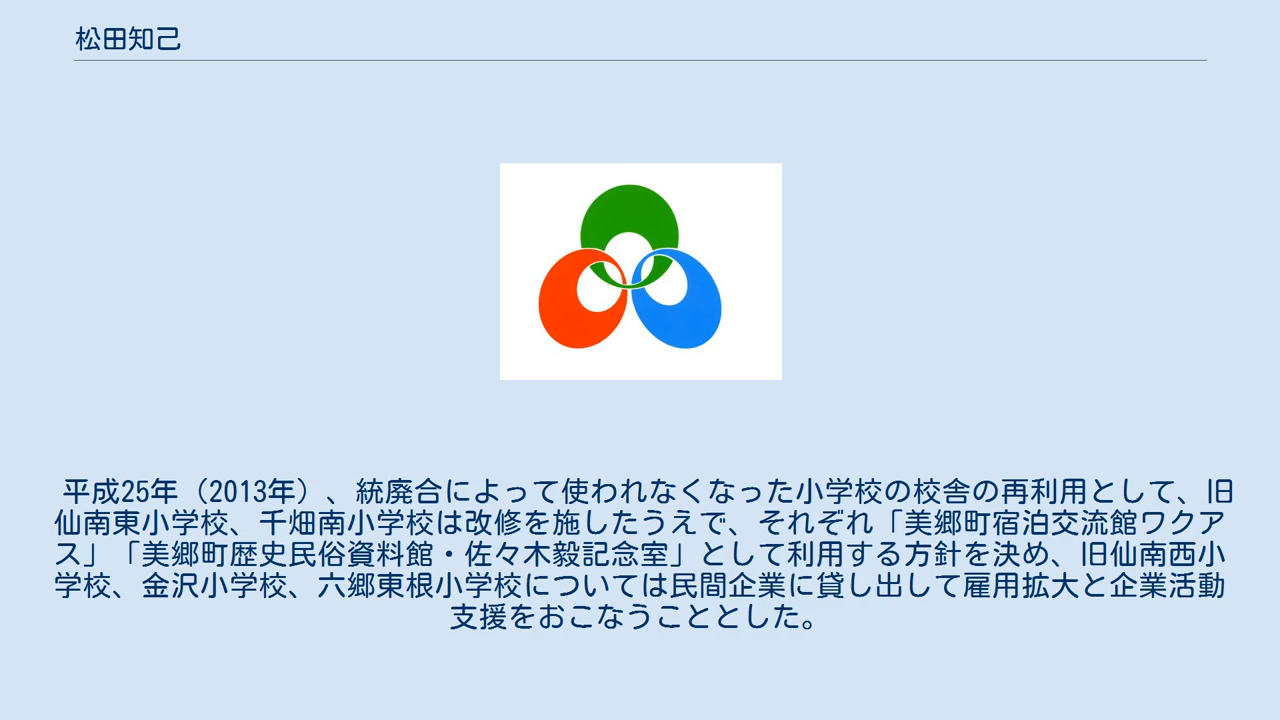 松田知己
平成25年（2013年）、統廃合によって使われなくなった小学校の校舎の再利用として、旧
仙南東小学校、千畑南小学校は改修を施したうえで、それぞれ「美郷町宿泊交流館ワクア
ス」「美郷町歴史民俗資料館・佐々木毅記念室」として利用する方針を決め、旧仙南西小
学校、金沢小学校、六郷東根小学校については民間企業に貸し出して雇用拡大と企業活動
支援をおこなうこととした。